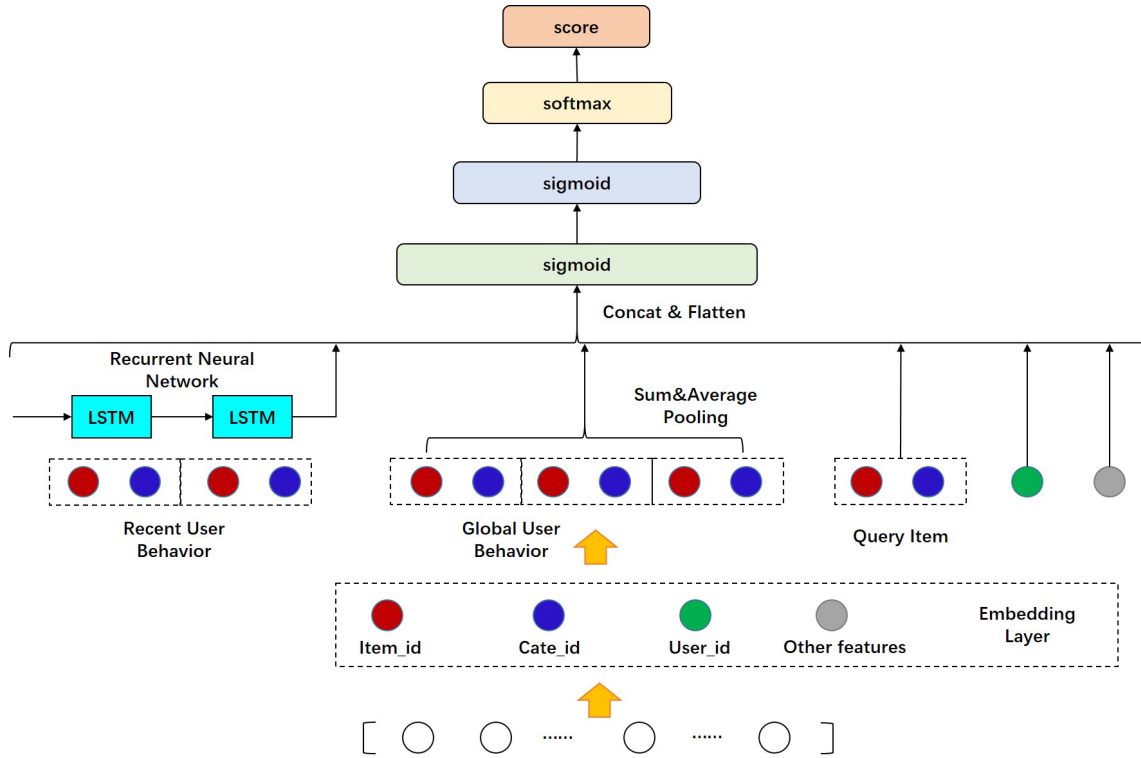 score
softmax
sigmoid
sigmoid
Concat & Flatten
Recurrent Neural
Network
LSTM
LSTM
Sum&Average
Pooling
Recent User
Behavior
Global User
Behavior
Query Item
Item_id
Cate_id
User_id
Other features
Embedding
Layer
......
......